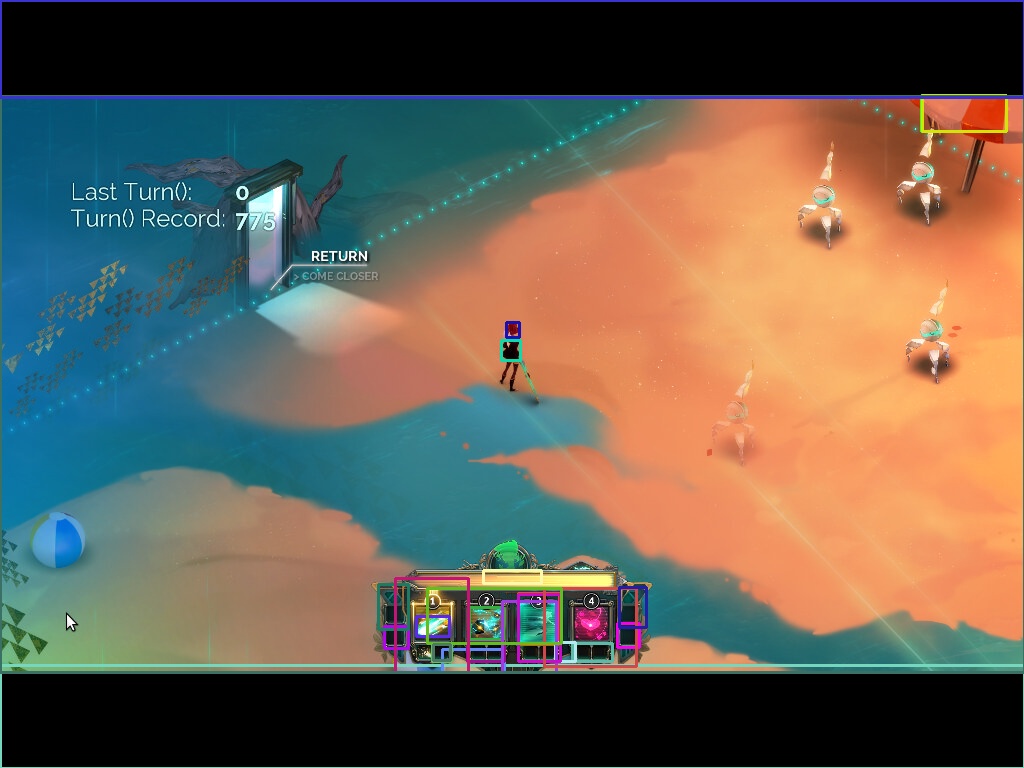 Last Turn(): 0
Turn() Record: 775
RETURN
> COME CLOSER
1 2 3 4